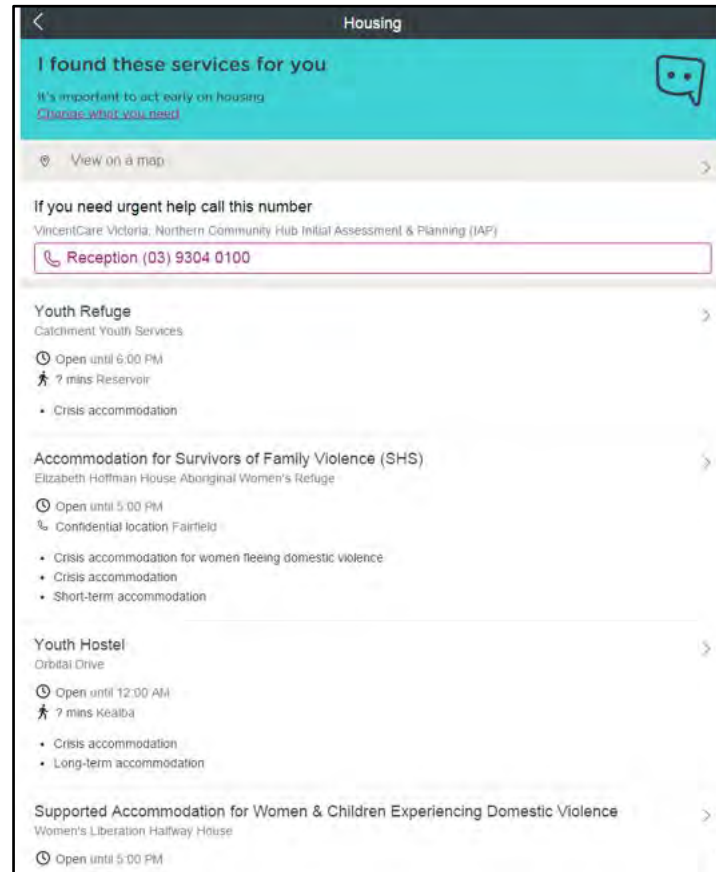 Housing
I found these services for you
It's important to act early on housing
Change what you need
View on a map
If you need urgent help call this number
VincentCare Victoria: Northern Community Hub Initial Assessment & Planning (IAP)
Reception (03) 9304 0100
Youth Refuge
Catchment Youth Services
Open until 6:00 PM
? mins Reservoir
• Crisis accommodation
Accommodation for Survivors of Family Violence (SHS)
Elizabeth Hoffman House Aboriginal Women's Refuge
Open until 5:00 PM
Confidential location Fairfield
• Crisis accommodation for women fleeing domestic violence
• Crisis accommodation
• Short-term accommodation
Youth Hostel
Orbital Drive
Open until 12:00 AM
? mins Kealba
• Crisis accommodation
• Long-term accommodation
Supported Accommodation for Women & Children Experiencing Domestic Violence
Women's Liberation Halfway House
Open until 5:00 PM